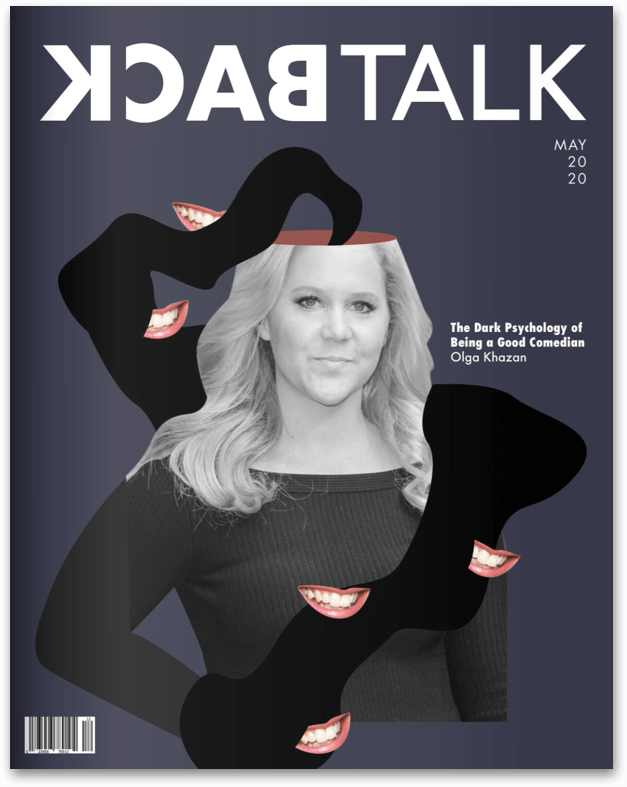 BACKTALK
MAY
20
20
The Dark Psychology of
Being a Good Comedian
Olga Khazan